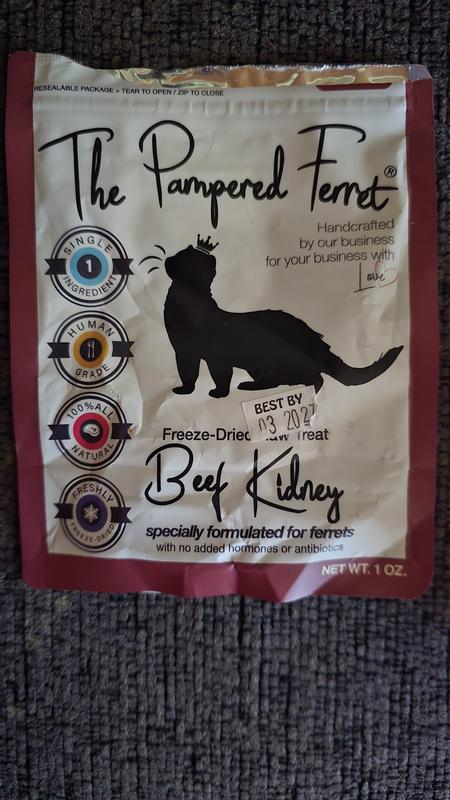 RESEALABLE PACKAGE > TEAR TO OPEN / ZIP TO CLOSE
The Pampered Ferret®
Handcrafted
by our business
for your business with
Love
SINGLE
1
INGREDIENT
HUMAN
GRADE
100% ALL
NATURAL
FRESHLY
FREEZE-DRIED
BEST BY
03 2027
Freeze-Dried Raw Treat
Beef Kidney
specially formulated for ferrets
with no added hormones or antibiotics
NET WT. 1 OZ.